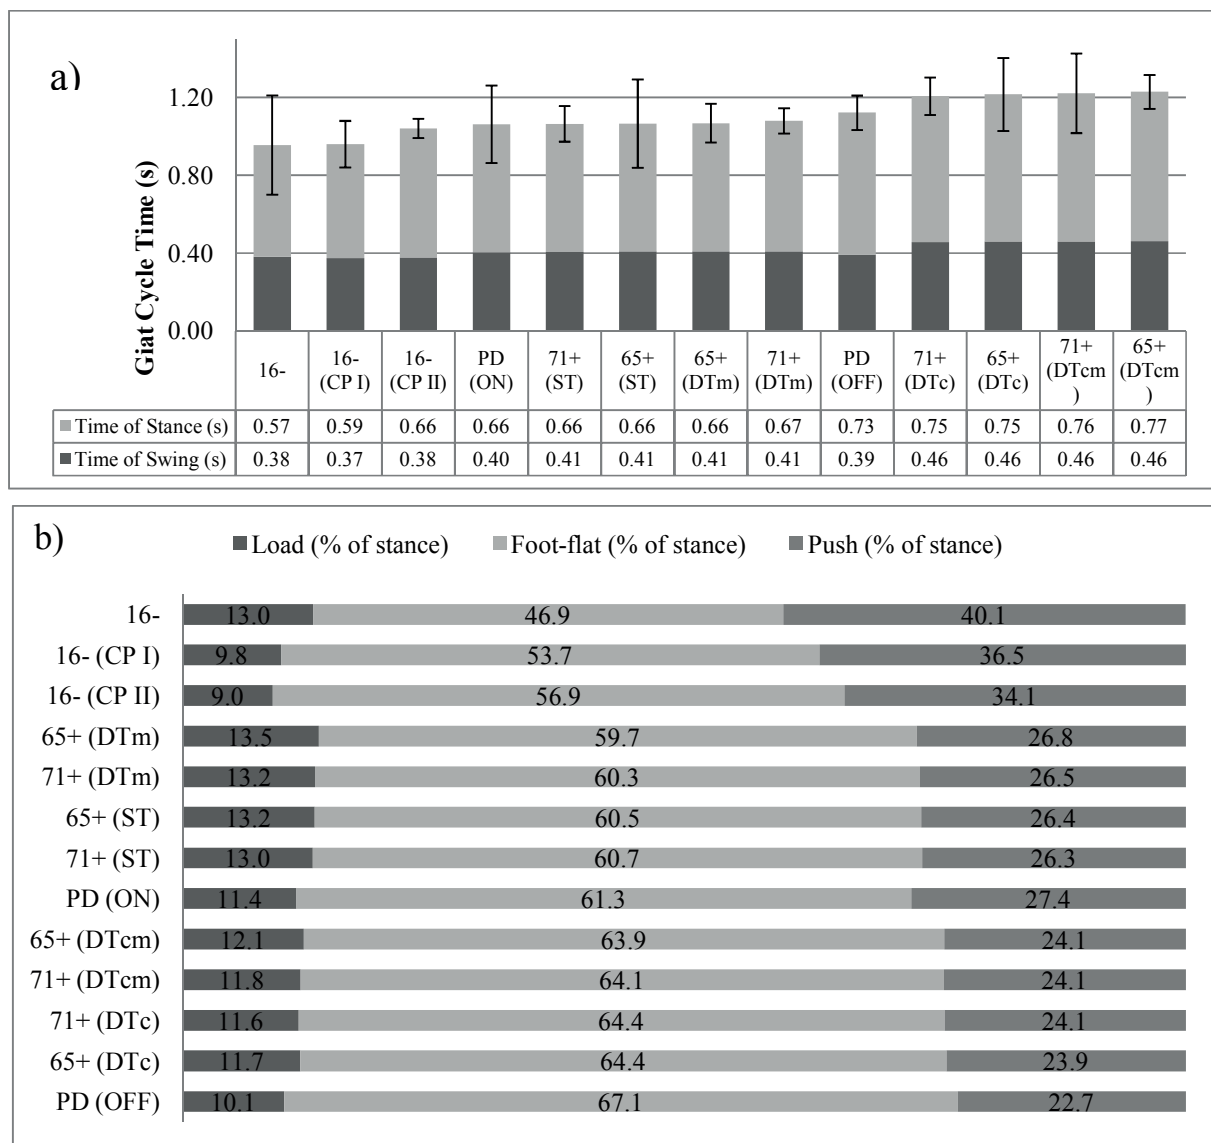 a)
Giat Cycle Time (s)
1.20
0.80
0.40
0.00
16-
16- (CP I)
16- (CP II)
PD (ON)
71+ (ST)
65+ (ST)
65+ (DTm)
71+ (DTm)
PD (OFF)
71+ (DTc)
65+ (DTc)
71+ (DTcm)
65+ (DTcm)
Time of Stance (s) 0.57 0.59 0.66 0.66 0.66 0.66 0.66 0.67 0.73 0.75 0.75 0.76 0.77
Time of Swing (s) 0.38 0.37 0.38 0.40 0.41 0.41 0.41 0.41 0.39 0.46 0.46 0.46 0.46
b)
Load (% of stance) Foot-flat (% of stance) Push (% of stance)
16- 13.0 46.9 40.1
16- (CP I) 9.8 53.7 36.5
16- (CP II) 9.0 56.9 34.1
65+ (DTm) 13.5 59.7 26.8
71+ (DTm) 13.2 60.3 26.5
65+ (ST) 13.2 60.5 26.4
71+ (ST) 13.0 60.7 26.3
PD (ON) 11.4 61.3 27.4
65+ (DTcm) 12.1 63.9 24.1
71+ (DTcm) 11.8 64.1 24.1
71+ (DTc) 11.6 64.4 24.1
65+ (DTc) 11.7 64.4 23.9
PD (OFF) 10.1 67.1 22.7